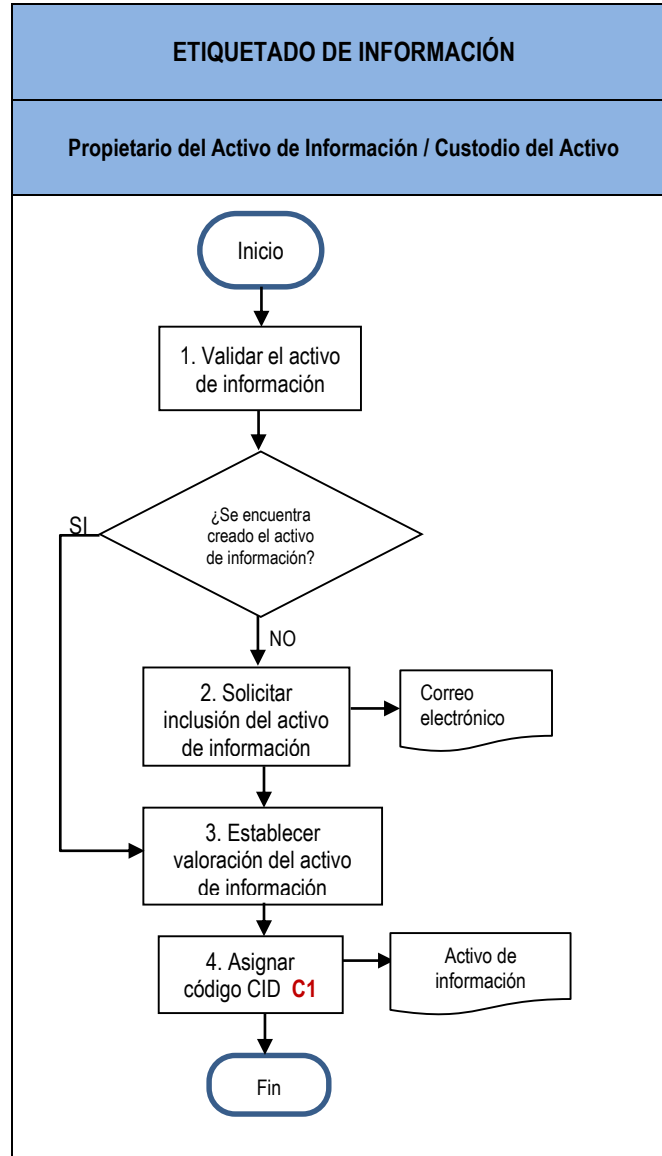 ETIQUETADO DE INFORMACIÓN
Propietario del Activo de Información / Custodio del Activo
Inicio
1. Validar el activo
de información
¿Se encuentra
creado el activo
de información?
SI
NO
2. Solicitar
inclusión del activo
de información
Correo
electrónico
3. Establecer
valoración del activo
de información
4. Asignar
código CID C1
Activo de
información
Fin